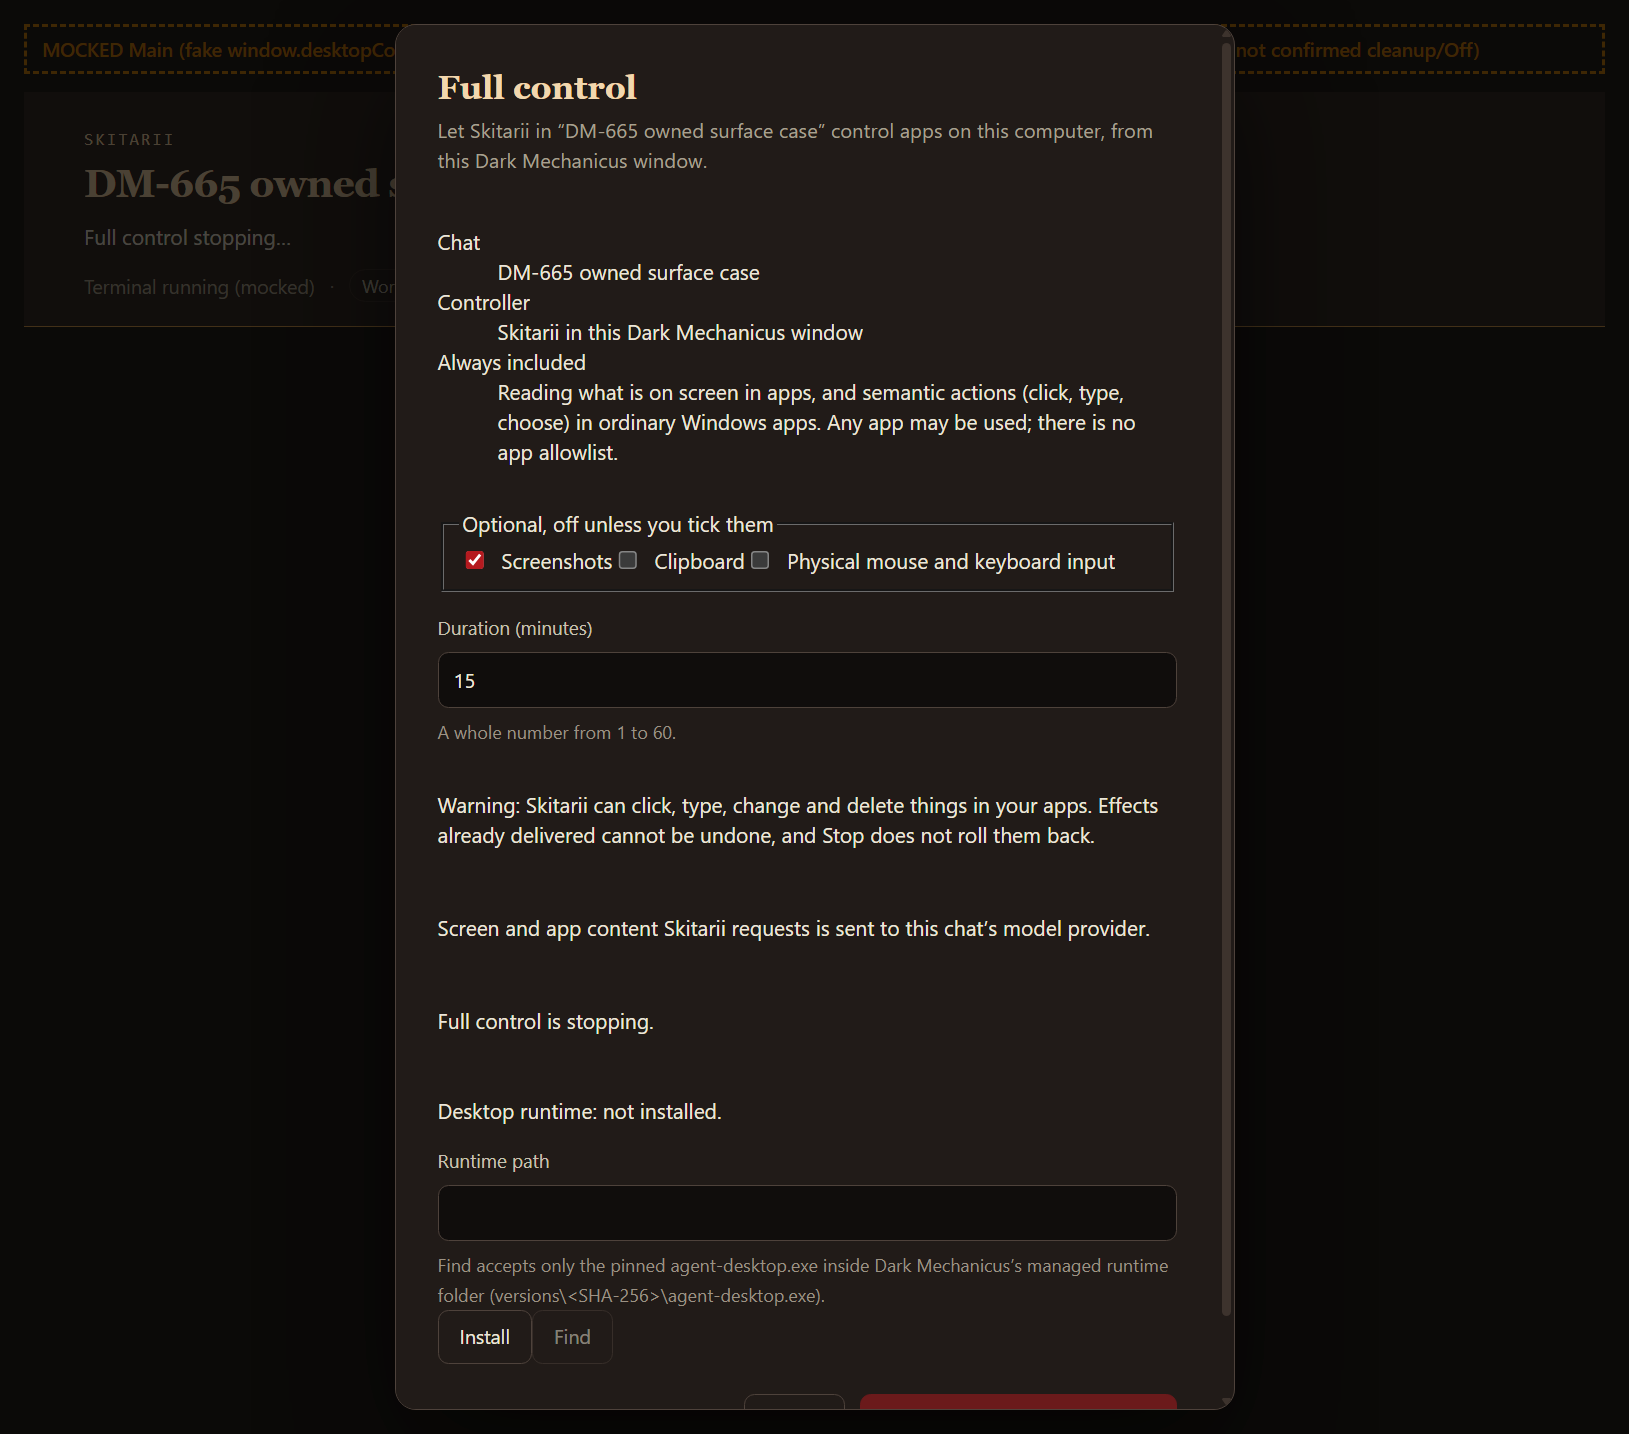 MOCKED Main (fake window.desktopCo
not confirmed cleanup/Off)
SKITARII
DM-665 owned s
Full control stopping...
Terminal running (mocked) · Wor
Full control
Let Skitarii in “DM-665 owned surface case” control apps on this computer, from
this Dark Mechanicus window.
Chat
DM-665 owned surface case
Controller
Skitarii in this Dark Mechanicus window
Always included
Reading what is on screen in apps, and semantic actions (click, type,
choose) in ordinary Windows apps. Any app may be used; there is no
app allowlist.
Optional, off unless you tick them
Screenshots Clipboard Physical mouse and keyboard input
Duration (minutes)
15
A whole number from 1 to 60.
Warning: Skitarii can click, type, change and delete things in your apps. Effects
already delivered cannot be undone, and Stop does not roll them back.
Screen and app content Skitarii requests is sent to this chat’s model provider.
Full control is stopping.
Desktop runtime: not installed.
Runtime path
Find accepts only the pinned agent-desktop.exe inside Dark Mechanicus’s managed runtime
folder (versions\<SHA-256>\agent-desktop.exe).
Install Find